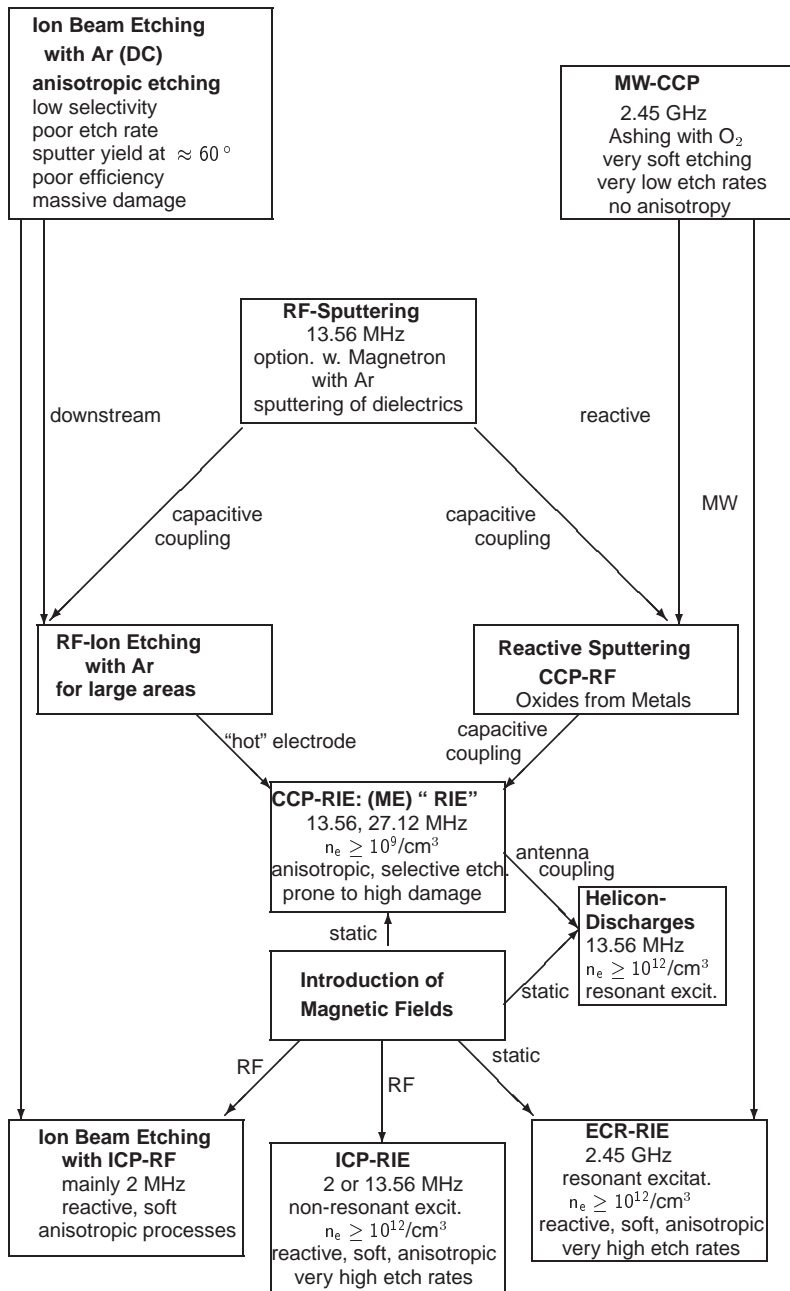 Ion Beam Etching
with Ar (DC)
anisotropic etching
low selectivity
poor etch rate
sputter yield at ≈ 60°
poor efficiency
massive damage
MW-CCP
2.45 GHz
Ashing with O₂
very soft etching
very low etch rates
no anisotropy
RF-Sputtering
13.56 MHz
option. w. Magnetron
with Ar
sputtering of dielectrics
downstream
reactive
MW
capacitive
coupling
capacitive
coupling
RF-Ion Etching
with Ar
for large areas
Reactive Sputtering
CCP-RF
Oxides from Metals
“hot” electrode
capacitive
coupling
CCP-RIE: (ME) “ RIE”
13.56, 27.12 MHz
nₑ ≥ 10⁹/cm³
anisotropic, selective etch.
prone to high damage
antenna
coupling
Helicon-
Discharges
13.56 MHz
nₑ ≥ 10¹²/cm³
resonant excit.
static
Introduction of
Magnetic Fields
static
RF
RF
static
Ion Beam Etching
with ICP-RF
mainly 2 MHz
reactive, soft
anisotropic processes
ICP-RIE
2 or 13.56 MHz
non-resonant excit.
nₑ ≥ 10¹²/cm³
reactive, soft, anisotropic
very high etch rates
ECR-RIE
2.45 GHz
resonant excitat.
nₑ ≥ 10¹²/cm³
reactive, soft, anisotropic
very high etch rates